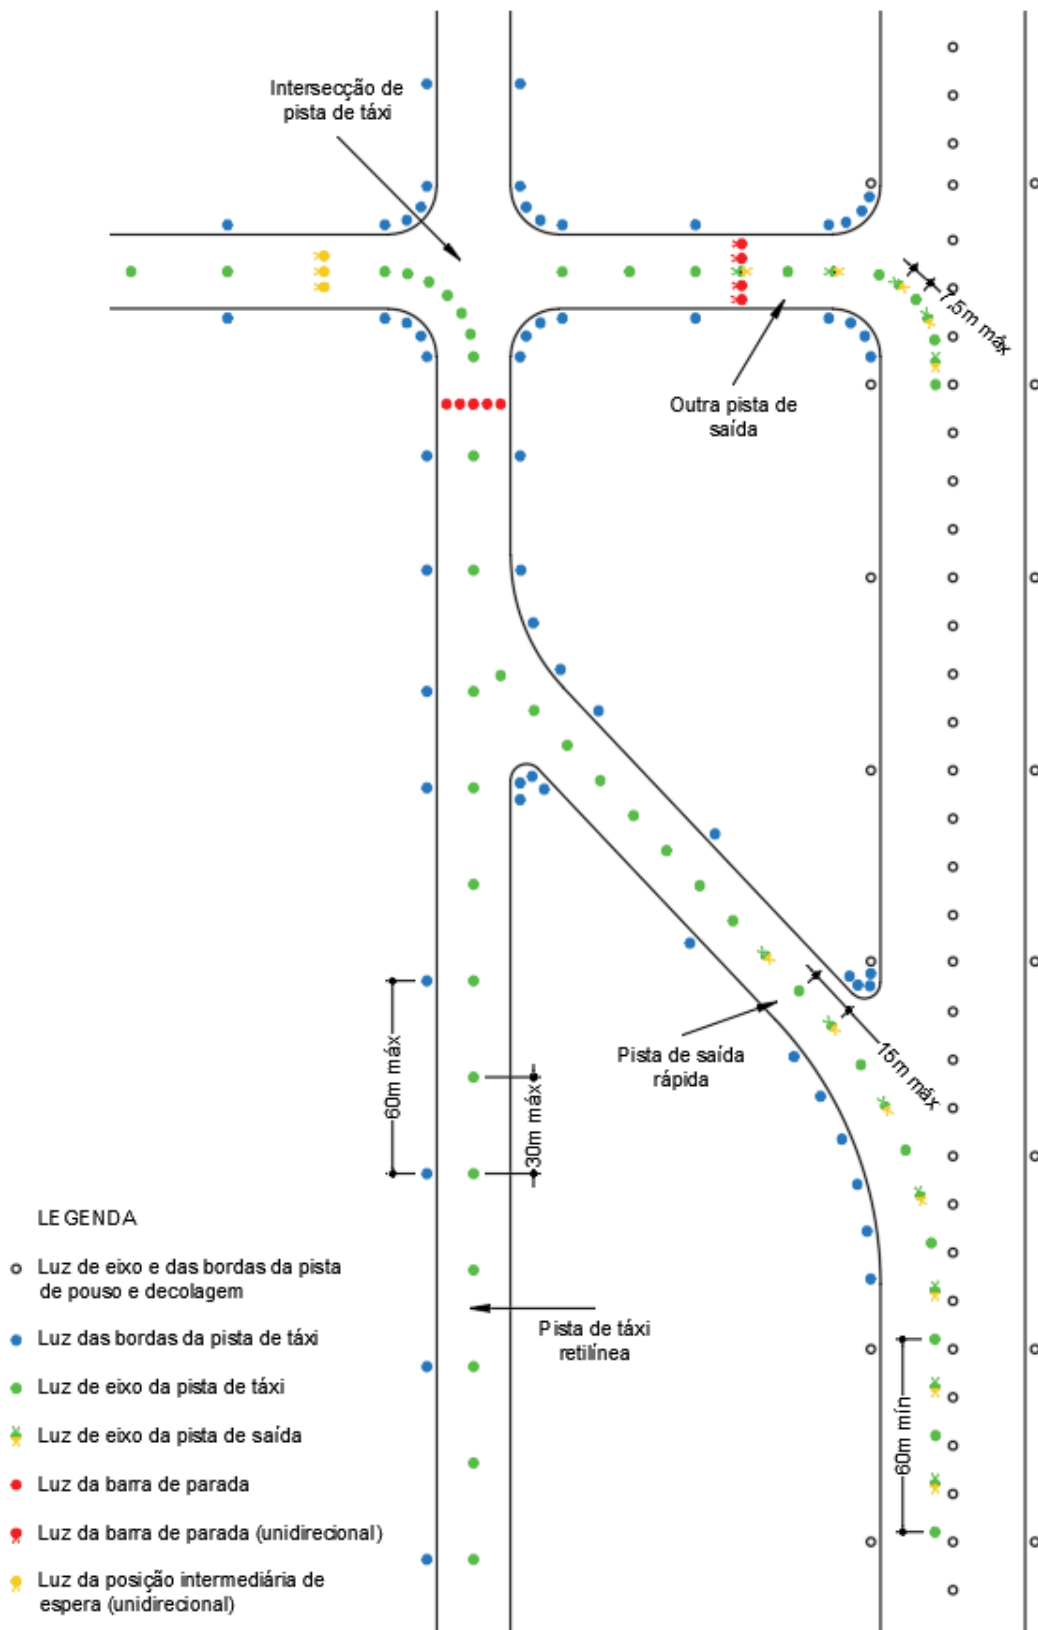 Intersecção de
pista de táxi
7,5m máx
Outra pista de
saída
Pista de saída
rápida
15m máx
60m máx
30m máx
Pista de táxi
retilínea
60m mín
LEGENDA
Luz de eixo e das bordas da pista
de pouso e decolagem
Luz das bordas da pista de táxi
Luz de eixo da pista de táxi
Luz de eixo da pista de saída
Luz da barra de parada
Luz da barra de parada (unidirecional)
Luz da posição intermediária de
espera (unidirecional)